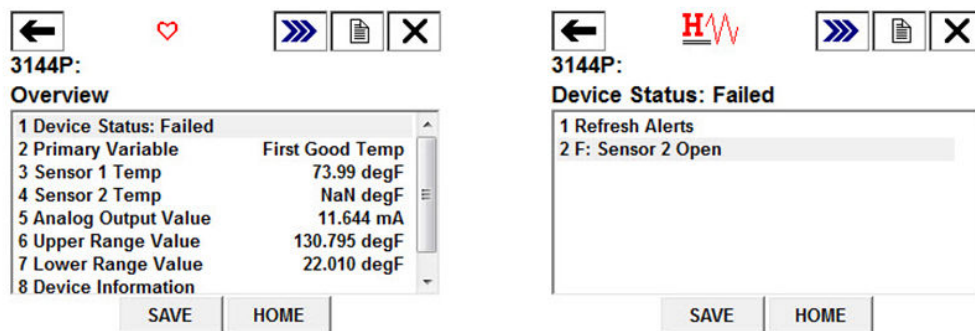 3144P:
Overview
1 Device Status: Failed
2 Primary Variable First Good Temp
3 Sensor 1 Temp 73.99 degF
4 Sensor 2 Temp NaN degF
5 Analog Output Value 11.644 mA
6 Upper Range Value 130.795 degF
7 Lower Range Value 22.010 degF
8 Device Information
SAVE HOME
H
3144P:
Device Status: Failed
1 Refresh Alerts
2 F: Sensor 2 Open
SAVE HOME